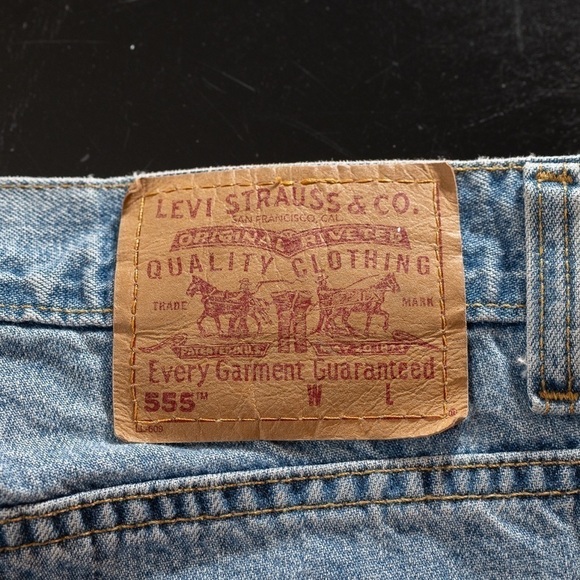 LEVI STRAUSS & CO.
SAN FRANCISCO, CAL.
ORIGINAL RIVETED
QUALITY CLOTHING
TRADE MARK
Every Garment Guaranteed
555™ W L
®